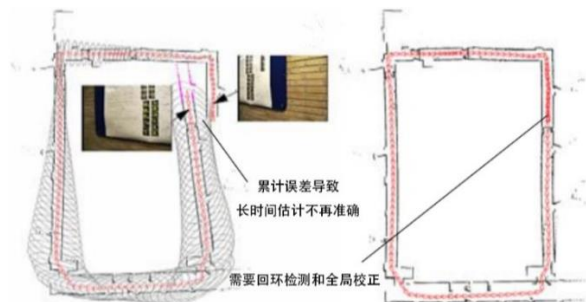 累计误差导致
长时间估计不再准确
需要回环检测和全局校正